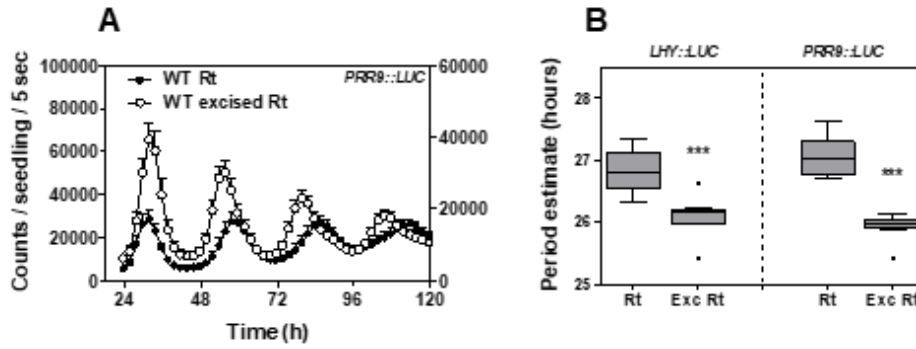 A
Counts / seedling / 5 sec
100000
80000
60000
40000
20000
0
WT Rt
WT excised Rt
PRR9::LUC
60000
40000
20000
0
24 48 72 96 120
Time (h)
B
LHY::LUC PRR9::LUC
Period estimate (hours)
28
27
26
25
***
***
Rt Exc Rt Rt Exc Rt